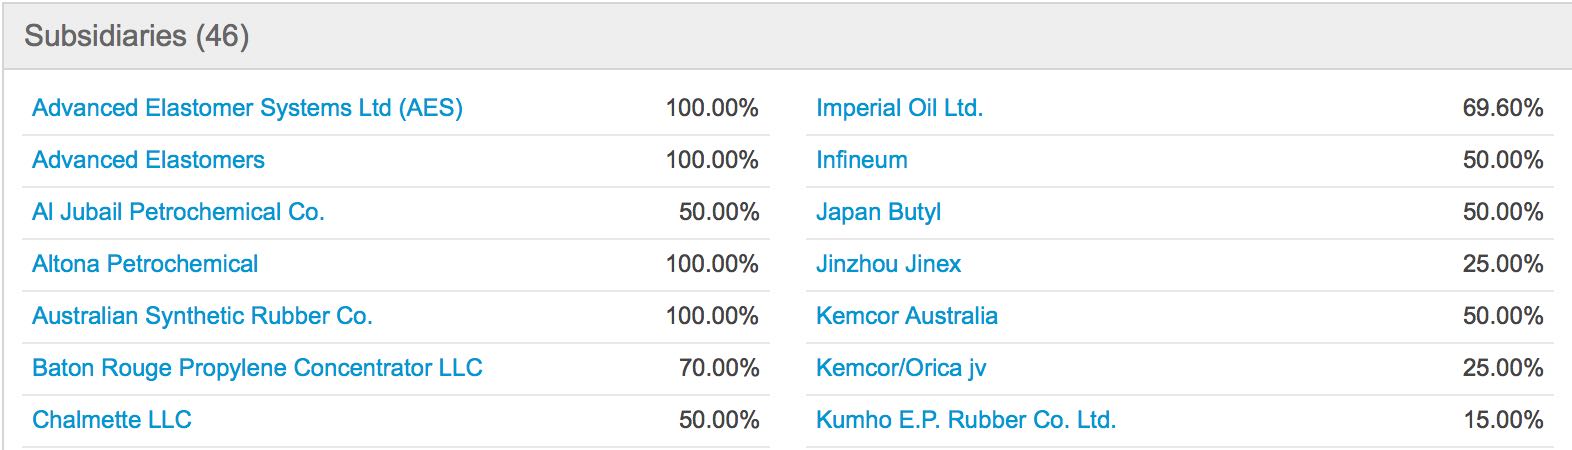 Subsidiaries (46)
Advanced Elastomer Systems Ltd (AES) 100.00%
Advanced Elastomers 100.00%
Al Jubail Petrochemical Co. 50.00%
Altona Petrochemical 100.00%
Australian Synthetic Rubber Co. 100.00%
Baton Rouge Propylene Concentrator LLC 70.00%
Chalmette LLC 50.00%
Imperial Oil Ltd. 69.60%
Infineum 50.00%
Japan Butyl 50.00%
Jinzhou Jinex 25.00%
Kemcor Australia 50.00%
Kemcor/Orica jv 25.00%
Kumho E.P. Rubber Co. Ltd. 15.00%